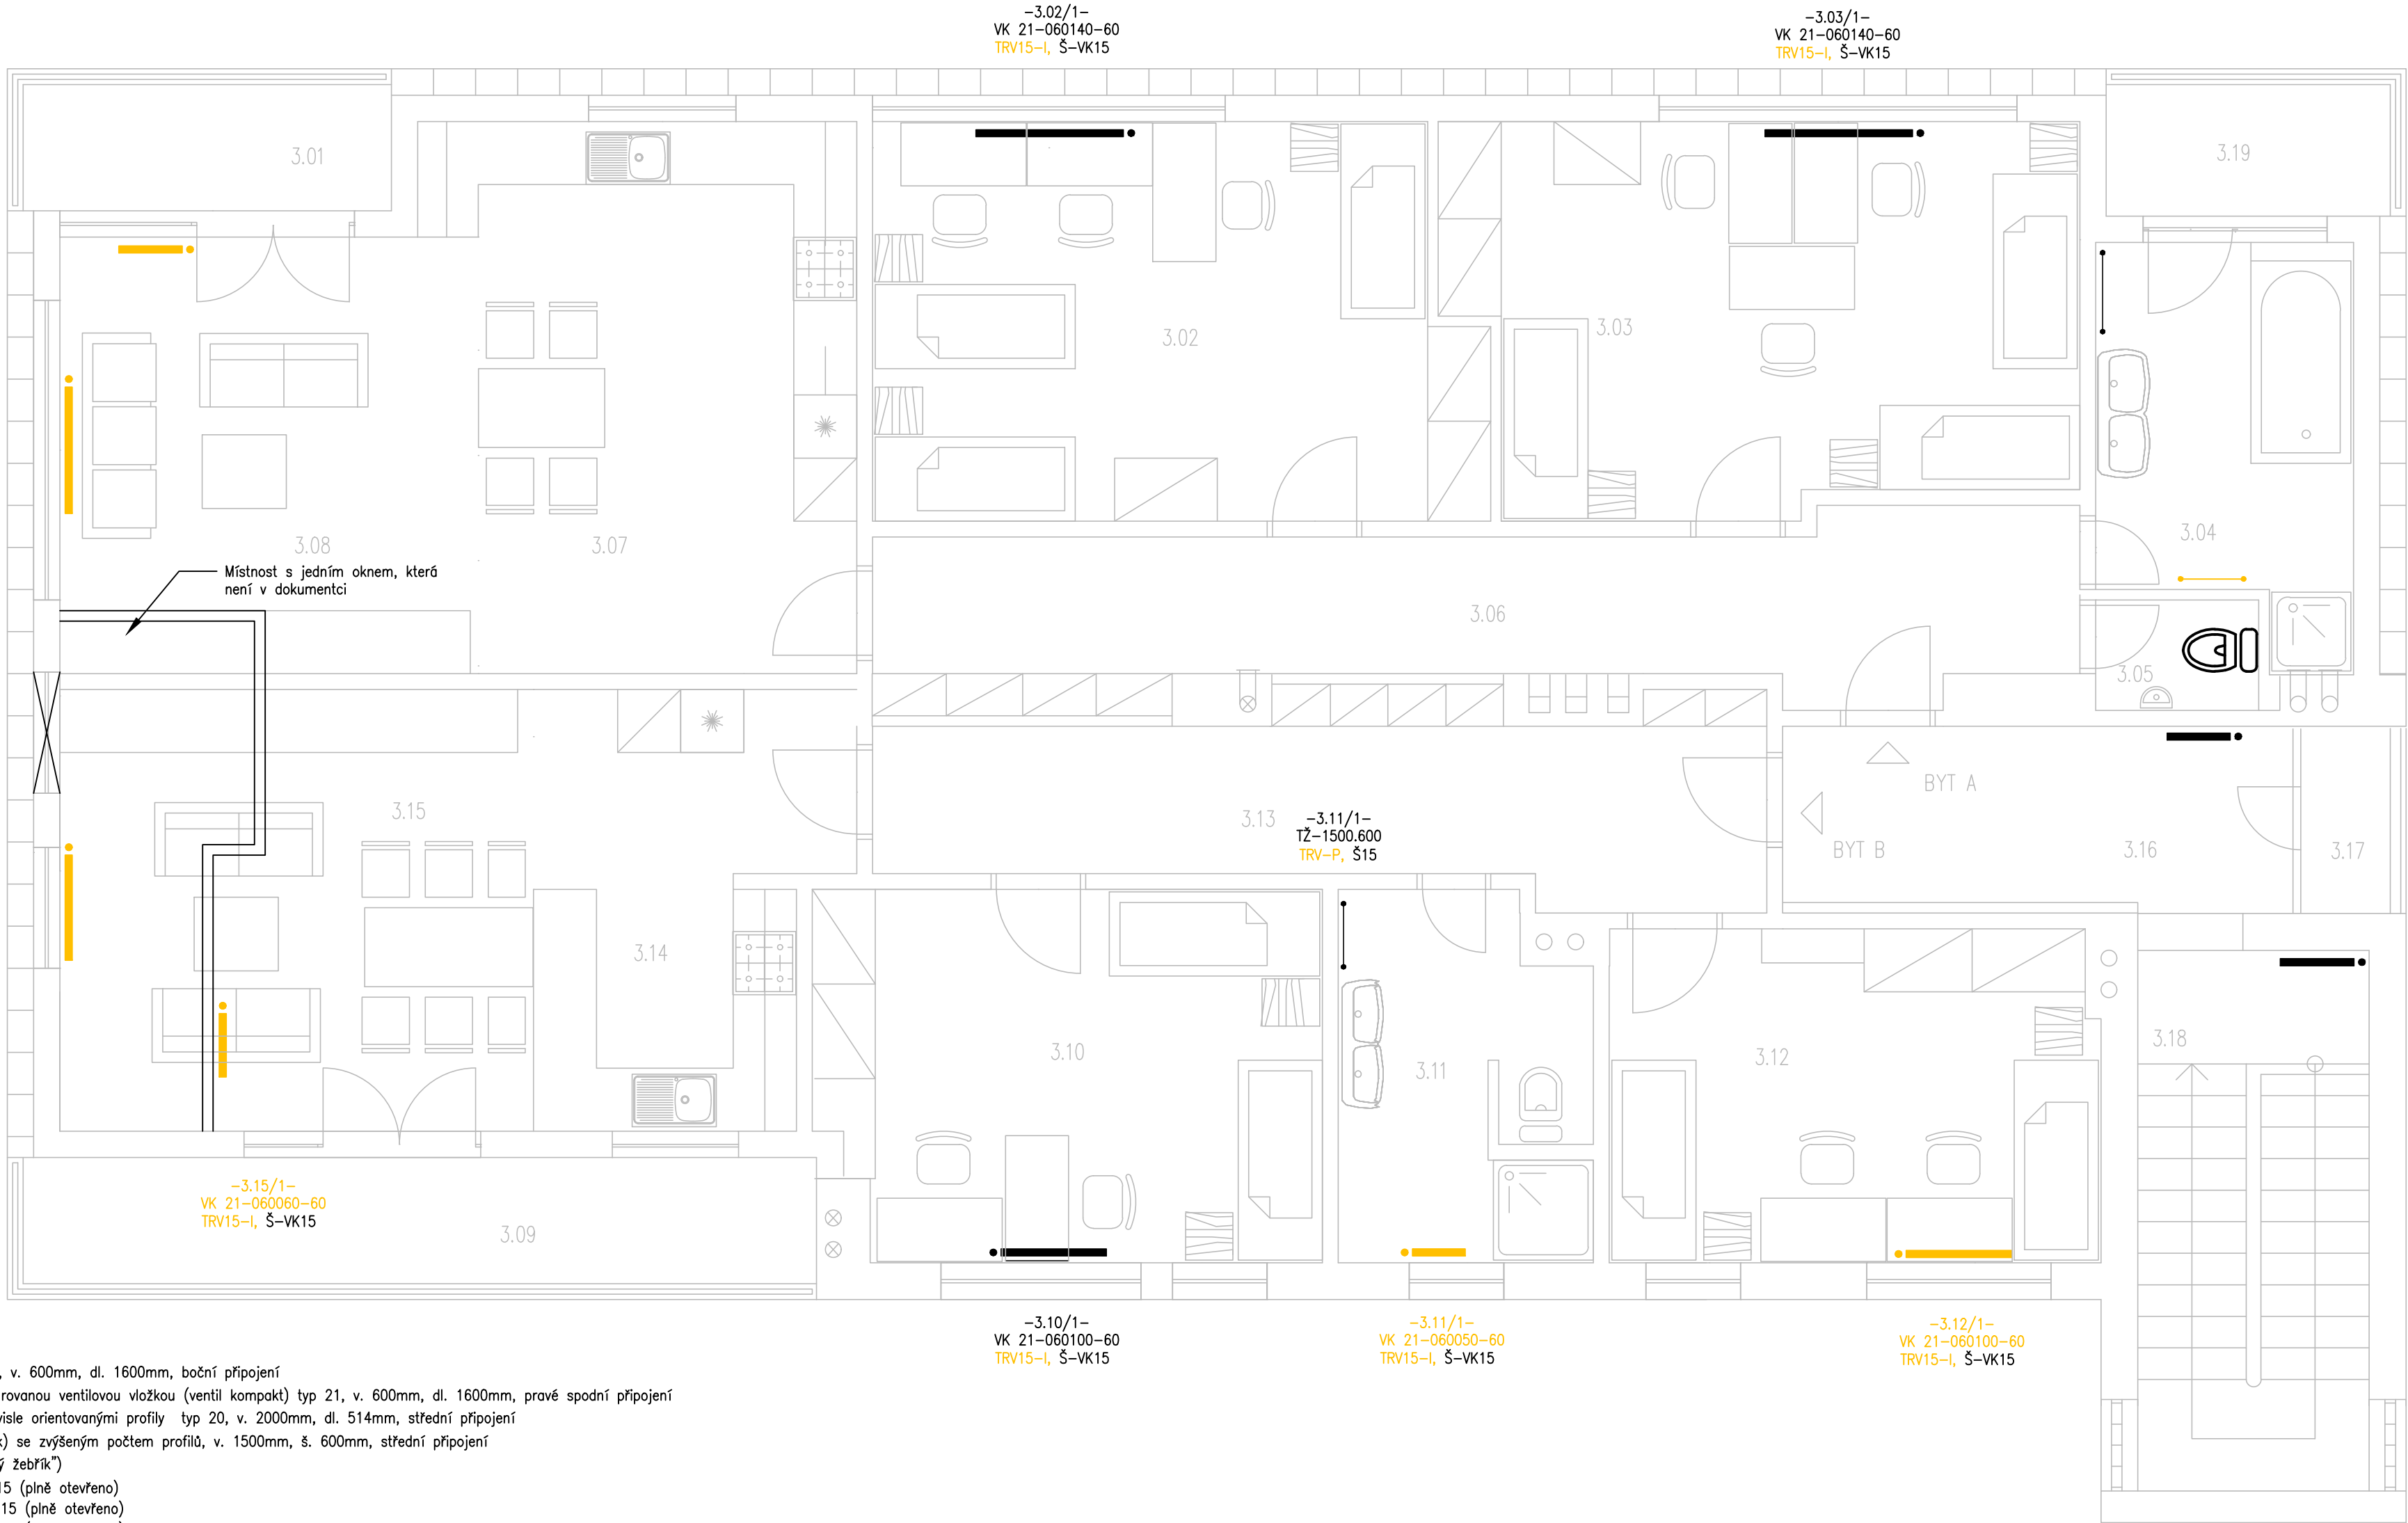 -3.02/1-
VK 21-060140-60
TRV15-I, Š-VK15
-3.03/1-
VK 21-060140-60
TRV15-I, Š-VK15
3.01
3.19
3.02
3.03
3.08
3.07
3.04
Místnost s jedním oknem, která
není v dokumentci
3.06
3.05
BYT A
3.15
3.13
-3.11/1-
TŽ-1500.600
TRV-P, Š15
BYT B
3.16
3.17
3.14
3.10
3.11
3.12
3.18
-3.15/1-
VK 21-060060-60
TRV15-I, Š-VK15
3.09
-3.10/1-
VK 21-060100-60
TRV15-I, Š-VK15
-3.11/1-
VK 21-060050-60
TRV15-I, Š-VK15
-3.12/1-
VK 21-060100-60
TRV15-I, Š-VK15
, v. 600mm, dl. 1600mm, boční připojení
rovanou ventilovou vložkou (ventil kompakt) typ 21, v. 600mm, dl. 1600mm, pravé spodní připojení
visle orientovanými profily typ 20, v. 2000mm, dl. 514mm, střední připojení
) se zvýšeným počtem profilů, v. 1500mm, š. 600mm, střední připojení
ý žebřík")
15 (plně otevřeno)
15 (plně otevřeno)